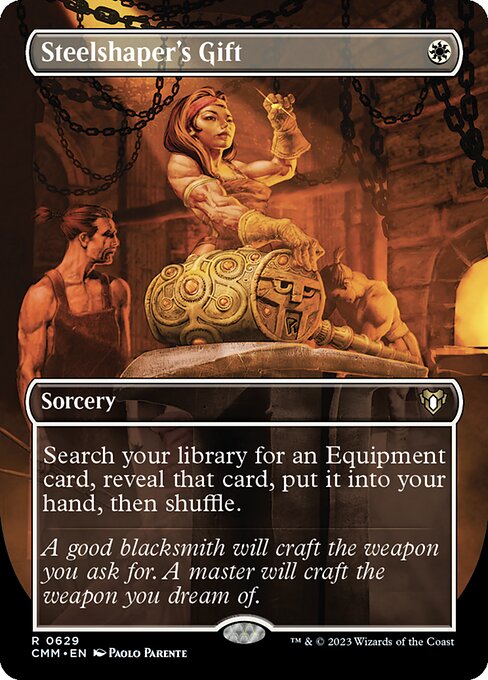 Steelshaper's Gift
Sorcery
Search your library for an Equipment
card, reveal that card, put it into your
hand, then shuffle.
A good blacksmith will craft the weapon
you ask for. A master will craft the
weapon you dream of.
R 0629
CMM • EN Paolo Parente
™ & © 2023 Wizards of the Coast